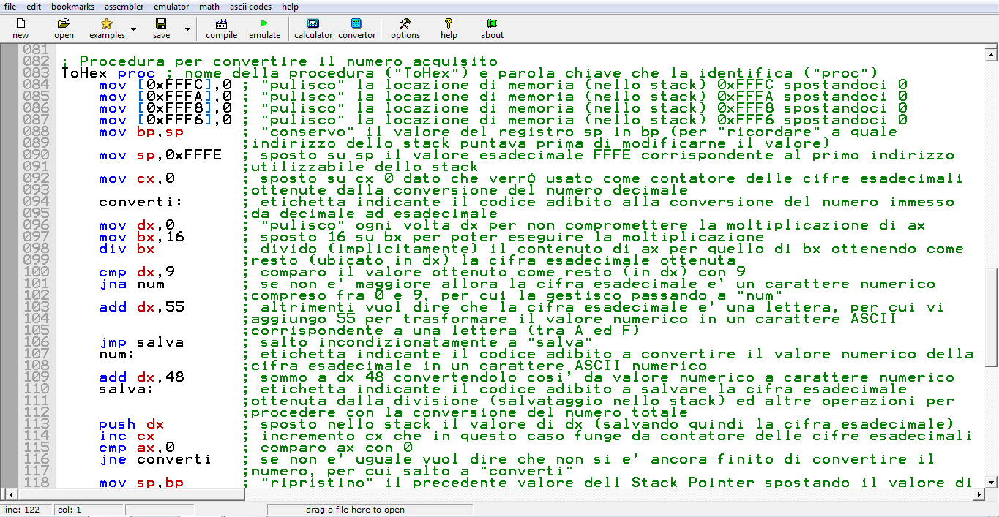 file edit bookmarks assembler emulator math ascii codes help
new open examples save compile emulate calculator convertor options help about
081
082 ; Procedura per convertire il numero acquisito
083 ToHex proc ; nome della procedura ("ToHex") e parola chiave che la identifica ("proc")
084 mov [0xFFFC],0 ; "pulisco" la locazione di memoria (nello stack) 0xFFFC spostandoci 0
085 mov [0xFFFA],0 ; "pulisco" la locazione di memoria (nello stack) 0xFFFA spostandoci 0
086 mov [0xFFF8],0 ; "pulisco" la locazione di memoria (nello stack) 0xFFF8 spostandoci 0
087 mov [0xFFF6],0 ; "pulisco" la locazione di memoria (nello stack) 0xFFF6 spostandoci 0
088 mov bp,sp ; "conservo" il valore del registro sp in bp (per "ricordare" a quale
089 ;indirizzo dello stack puntava prima di modificarne il valore)
090 mov sp,0xFFFE ; sposto su sp il valore esadecimale FFFE corrispondente al primo indirizzo
091 ;utilizzabile dello stack
092 mov cx,0 ; sposto su cx 0 dato che verró usato come contatore delle cifre esadecimali
093 ;ottenute dalla conversione del numero decimale
094 converti: ; etichetta indicante il codice adibito alla conversione del numero immesso
095 ;da decimale ad esadecimale
096 mov dx,0 ; "pulisco" ogni volta dx per non compromettere la moltiplicazione di ax
097 mov bx,16 ; sposto 16 su bx per poter eseguire la moltiplicazione
098 div bx ; divido (implicitamente) il contenuto di ax per quello di bx ottenendo come
099 ;resto (ubicato in dx) la cifra esadecimale ottenuta
100 cmp dx,9 ; comparo il valore ottenuto come resto (in dx) con 9
101 jna num ; se non e' maggiore allora la cifra esadecimale e' un carattere numerico
102 ;compreso fra 0 e 9, per cui la gestisco passando a "num"
103 add dx,55 ; altrimenti vuol dire che la cifra esadecimale e' una lettera, per cui vi
104 ;aggiungo 55 per trasformare il valore numerico in un carattere ASCII
105 ;corrispondente a una lettera (tra A ed F)
106 jmp salva ; salto incondizionatamente a "salva"
107 num: ; etichetta indicante il codice adibito a convertire il valore numerico della
108 ;cifra esadecimale in un carattere ASCII numerico
109 add dx,48 ; sommo a dx 48 convertendolo cosi' da valore numerico a carattere numerico
110 salva: ; etichetta indicante il codice adibito a salvare la cifra esadecimale
111 ;ottenuta dalla divisione (salvataggio nello stack) ed altre operazioni per
112 ;procedere con la conversione del numero totale
113 push dx ; sposto nello stack il valore di dx (salvando quindi la cifra esadecimale)
114 inc cx ; incremento cx che in questo caso funge da contatore delle cifre esadecimali
115 cmp ax,0 ; comparo ax con 0
116 jne converti ; se non e' uguale vuol dire che non si e' ancora finito di convertire il
117 ;numero, per cui salto a "converti"
118 mov sp,bp ; "ripristino" il precedente valore dell Stack Pointer spostando il valore di
line: 122 col: 1 drag a file here to open